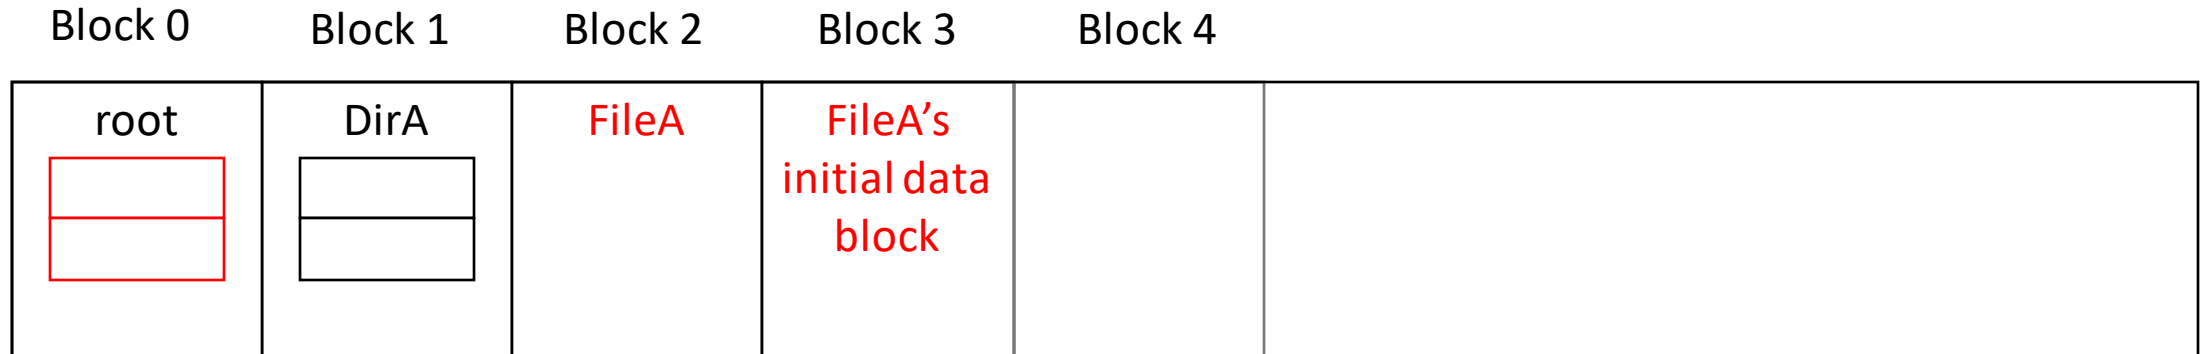 Block 0
Block 1
Block 2
Block 3
Block 4
root
DirA
FileA
FileA’s
initial data
block